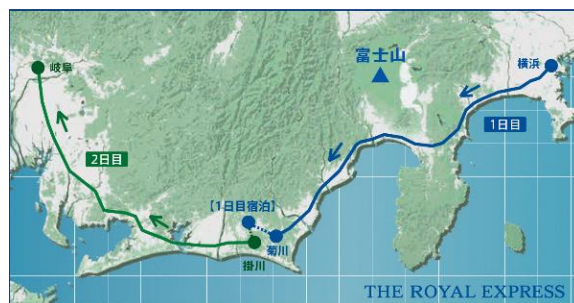 岐阜
富士山
横浜
1日目
2日目
【1日目宿泊】
菊川
掛川
THE ROYAL EXPRESS